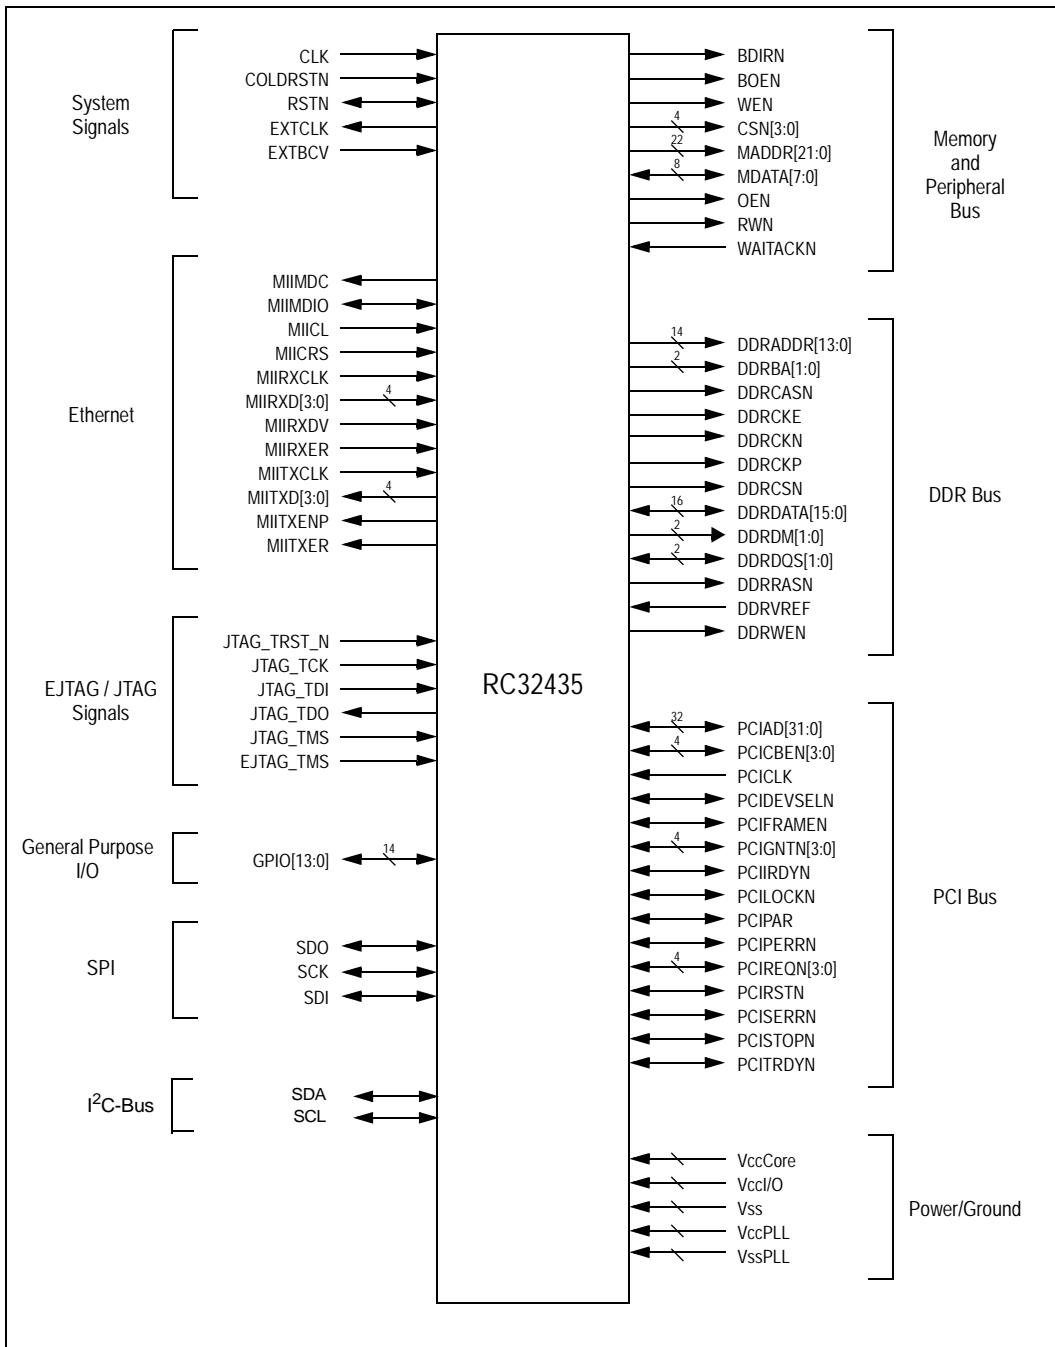 System
Signals
CLK
COLDRSTN
RSTN
EXTCLK
EXTBCV
Ethernet
MIIMDC
MIIMDIO
MIICL
MIICRS
MIIRXCLK
MIIRXD[3:0]
4
MIIRXDV
MIIRXER
MIITXCLK
MIITXD[3:0]
4
MIITXENP
MIITXER
EJTAG / JTAG
Signals
JTAG_TRST_N
JTAG_TCK
JTAG_TDI
JTAG_TDO
JTAG_TMS
EJTAG_TMS
General Purpose
I/O
GPIO[13:0]
14
SPI
SDO
SCK
SDI
I²C-Bus
SDA
SCL
RC32435
BDIRN
BOEN
WEN
4
CSN[3:0]
22
MADDR[21:0]
8
MDATA[7:0]
OEN
RWN
WAITACKN
Memory
and
Peripheral
Bus
14
DDRADDR[13:0]
2
DDRBA[1:0]
DDRCASN
DDRCKE
DDRCKN
DDRCKP
DDRCSN
16
DDRDATA[15:0]
2
DDRDM[1:0]
2
DDRDQS[1:0]
DDRRASN
DDRVREF
DDRWEN
DDR Bus
32
PCIAD[31:0]
4
PCICBEN[3:0]
PCICLK
PCIDEVSELN
PCIFRAMEN
4
PCIGNTN[3:0]
PCIIRDYN
PCILOCKN
PCIPAR
PCIPERRN
4
PCIREQN[3:0]
PCIRSTN
PCISERRN
PCISTOPN
PCITRDYN
PCI Bus
VccCore
VccI/O
Vss
VccPLL
VssPLL
Power/Ground